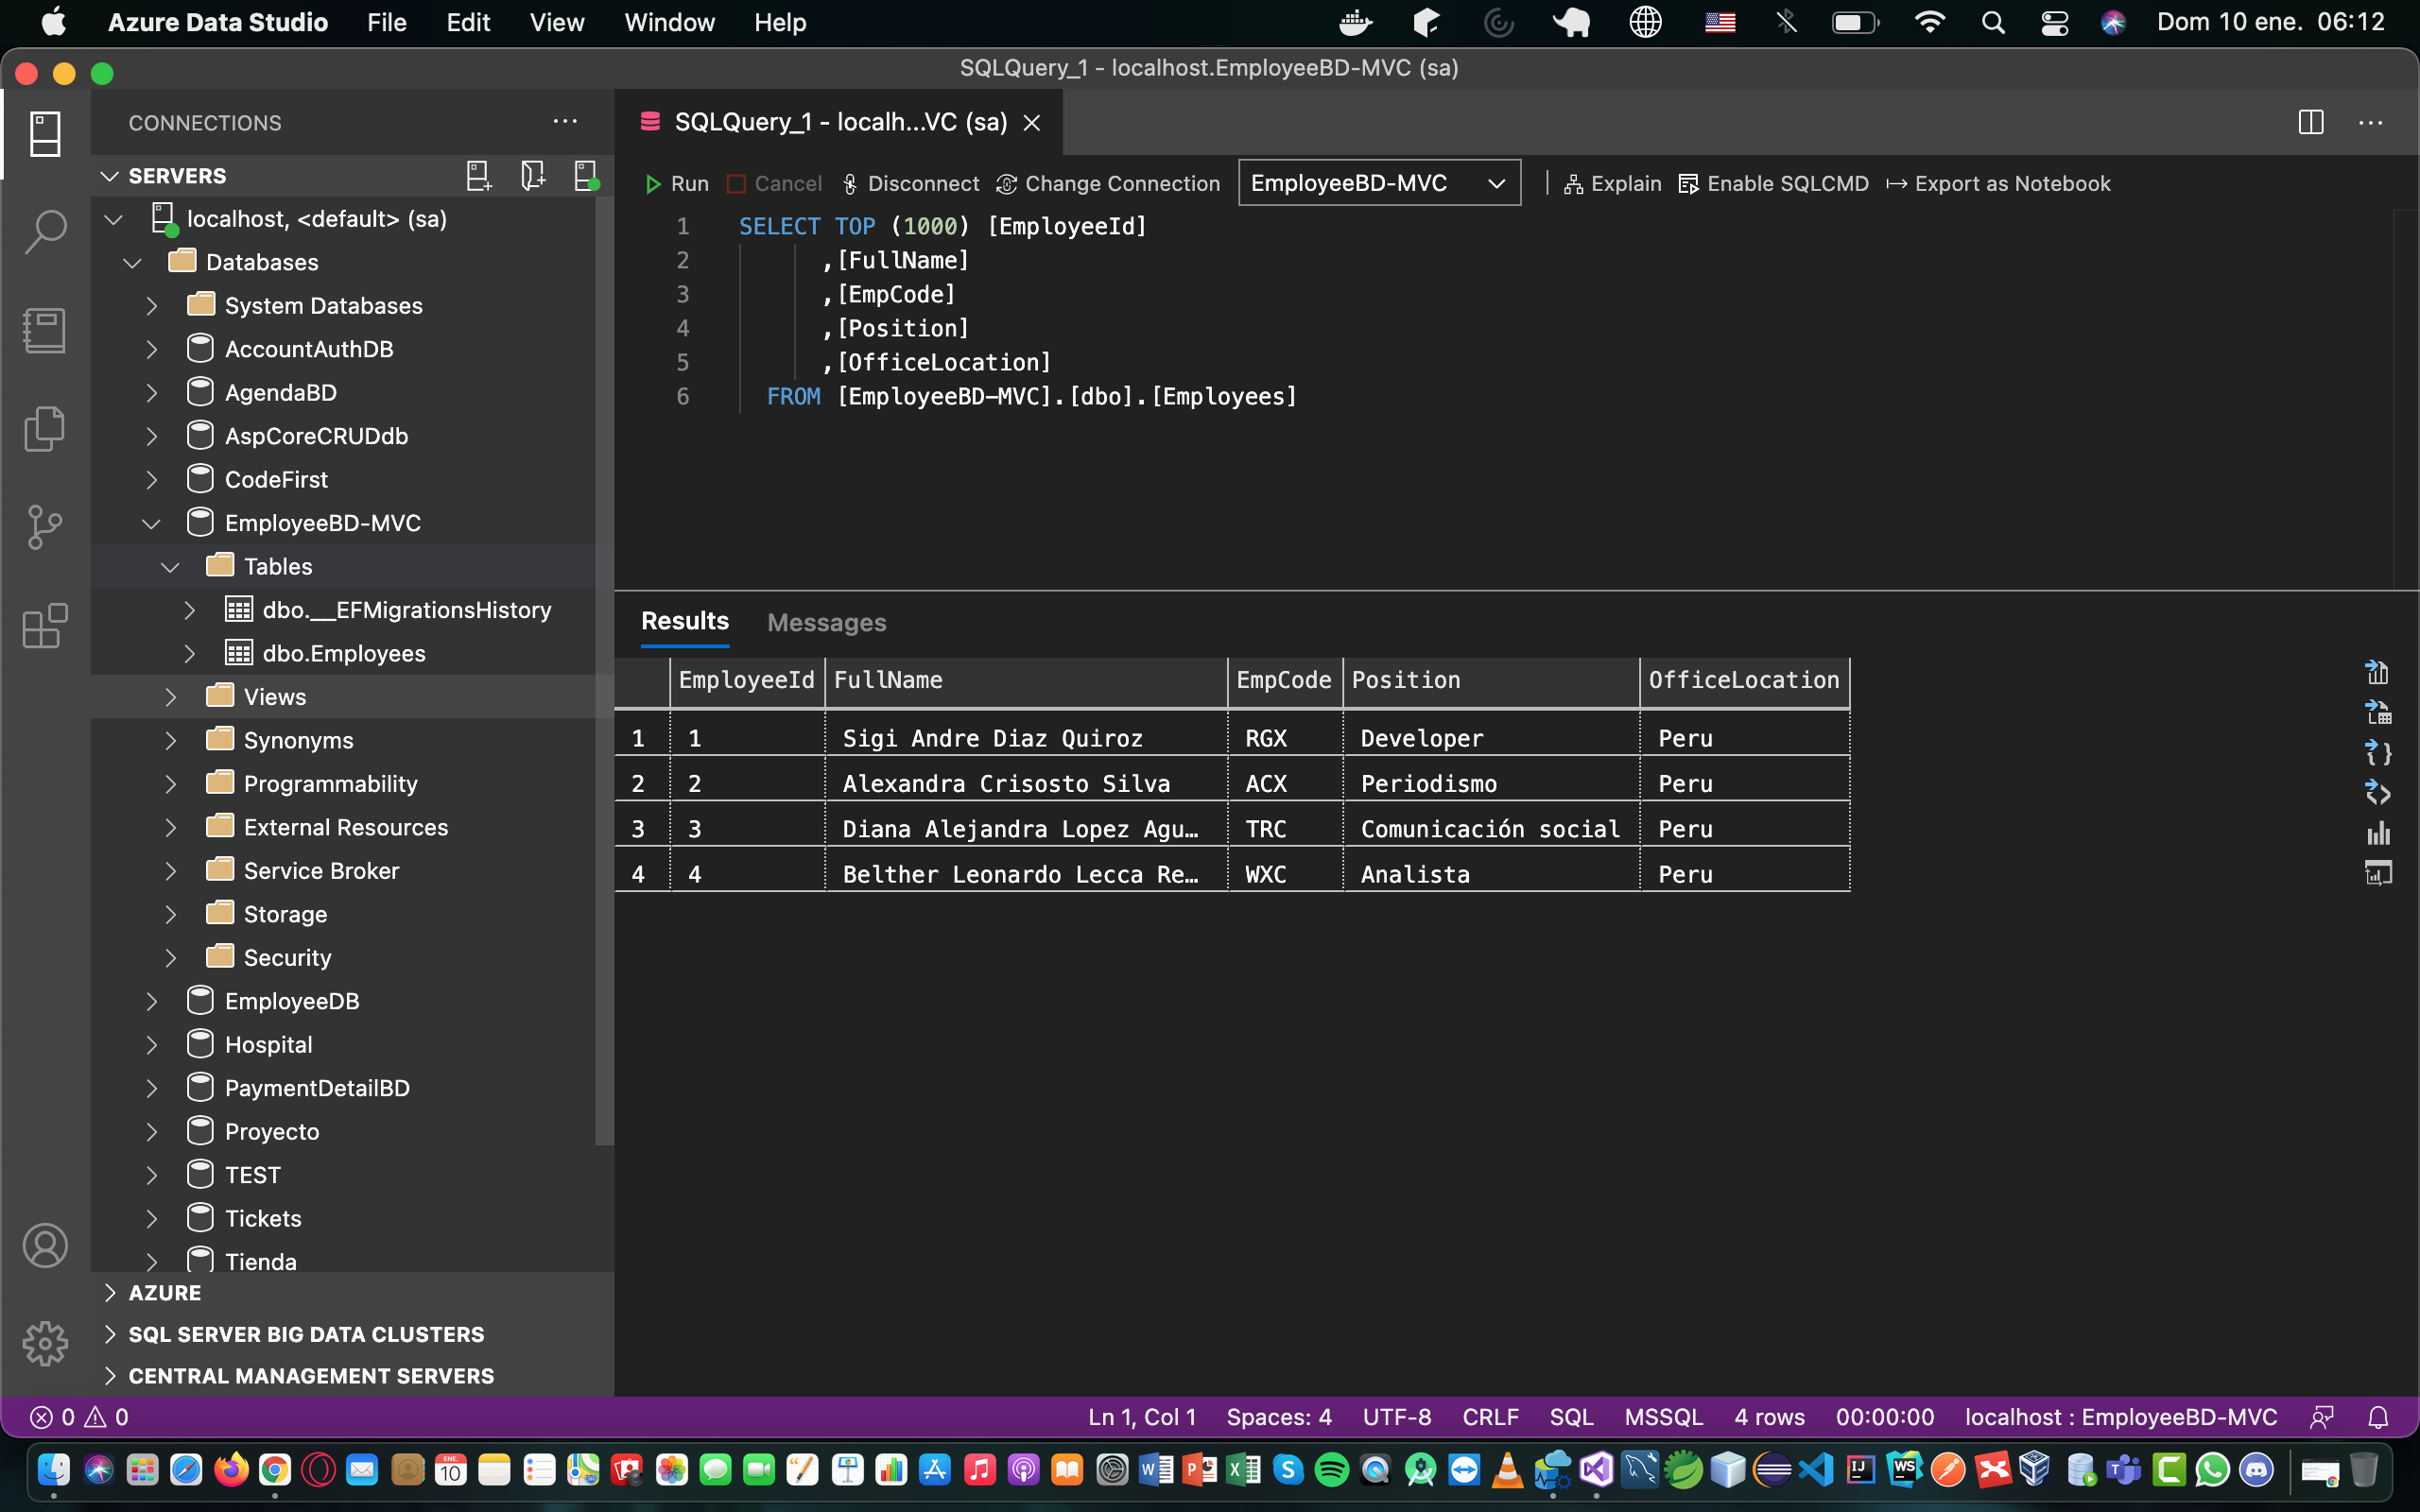 Azure Data Studio File Edit View Window Help Dom 10 ene. 06:12
SQLQuery_1 - localhost.EmployeeBD-MVC (sa)
CONNECTIONS
SQLQuery_1 - localh...VC (sa)
SERVERS
Run Cancel Disconnect Change Connection EmployeeBD-MVC Explain Enable SQLCMD Export as Notebook
localhost, <default> (sa)
Databases
System Databases
AccountAuthDB
AgendaBD
AspCoreCRUDdb
CodeFirst
EmployeeBD-MVC
Tables
dbo.__EFMigrationsHistory
dbo.Employees
Views
Synonyms
Programmability
External Resources
Service Broker
Storage
Security
EmployeeDB
Hospital
PaymentDetailBD
Proyecto
TEST
Tickets
Tienda
AZURE
SQL SERVER BIG DATA CLUSTERS
CENTRAL MANAGEMENT SERVERS
1 SELECT TOP (1000) [EmployeeId]
2 ,[FullName]
3 ,[EmpCode]
4 ,[Position]
5 ,[OfficeLocation]
6 FROM [EmployeeBD-MVC].[dbo].[Employees]
Results Messages
EmployeeId FullName EmpCode Position OfficeLocation
1 1 Sigi Andre Diaz Quiroz RGX Developer Peru
2 2 Alexandra Crisosto Silva ACX Periodismo Peru
3 3 Diana Alejandra Lopez Agu… TRC Comunicación social Peru
4 4 Belther Leonardo Lecca Re… WXC Analista Peru
0 0 Ln 1, Col 1 Spaces: 4 UTF-8 CRLF SQL MSSQL 4 rows 00:00:00 localhost : EmployeeBD-MVC
ENE.
10
W P X S IJ WS T C